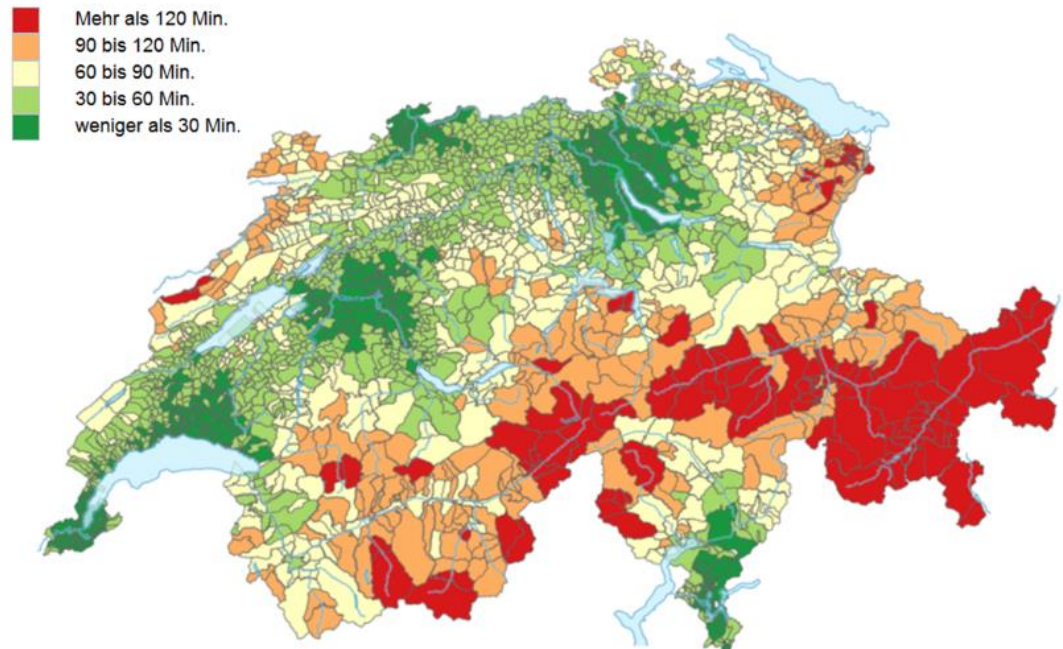 Mehr als 120 Min.
90 bis 120 Min.
60 bis 90 Min.
30 bis 60 Min.
weniger als 30 Min.